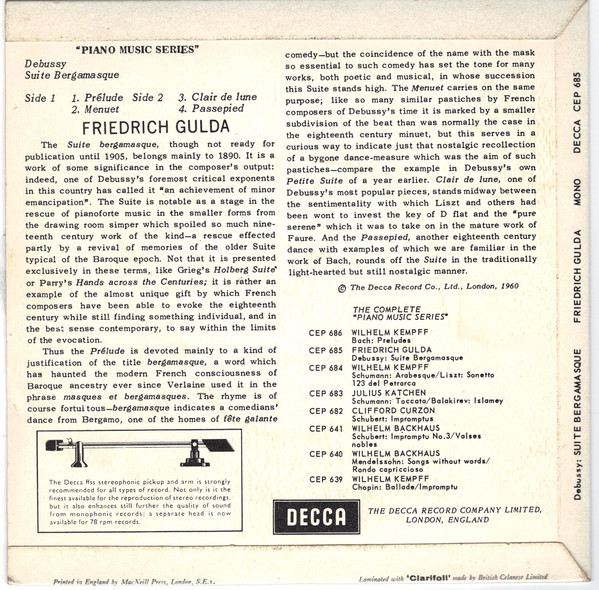 "PIANO MUSIC SERIES"
Debussy
Suite Bergamasque
Side 1 1. Prélude Side 2 3. Clair de lune
2. Menuet 4. Passepied
FRIEDRICH GULDA
The Suite bergamasque, though not ready for
publication until 1905, belongs mainly to 1890. It is a
work of some significance in the composer's output:
indeed, one of Debussy's foremost critical exponents
in this country has called it "an achievement of minor
emancipation". The Suite is notable as a stage in the
rescue of pianoforte music in the smaller forms from
the drawing room simper which spoiled so much nine-
teenth century work of the kind—a rescue effected
partly by a revival of memories of the older Suite
typical of the Baroque epoch. Not that it is presented
exclusively in these terms, like Grieg's Holberg Suite
or Parry's Hands across the Centuries; it is rather an
example of the almost unique gift by which French
composers have been able to evoke the eighteenth
century while still finding something individual, and in
the best sense contemporary, to say within the limits
of the evocation.
Thus the Prélude is devoted mainly to a kind of
justification of the title bergamasque, a word which
has haunted the modern French consciousness of
Baroque ancestry ever since Verlaine used it in the
phrase masques et bergamasques. The rhyme is of
course fortuitous—bergamasque indicates a comedians'
dance from Bergamo, one of the homes of fête galante
comedy—but the coincidence of the name with the mask
so essential to such comedy has set the tone for many
works, both poetic and musical, in whose succession
this Suite stands high. The Menuet carries on the same
purpose; like so many similar pastiches by French
composers of Debussy's time it is marked by a smaller
subdivision of the beat than was normally the case in
the eighteenth century minuet, but this serves in a
curious way to indicate just that nostalgic recollection
of a bygone dance-measure which was the aim of such
pastiches—compare the example in Debussy's own
Petite Suite of a year earlier. Clair de lune, one of
Debussy's most popular pieces, stands midway between
the sentimentality with which Liszt and others had
been wont to invest the key of D flat and the "pure
serene" which it was to take on in the mature work of
Faure. And the Passepied, another eighteenth century
dance with examples of which we are familiar in the
work of Bach, rounds off the Suite in the traditionally
light-hearted but still nostalgic manner.
© The Decca Record Co., Ltd., London, 1960
THE COMPLETE
"PIANO MUSIC SERIES"
CEP 686 WILHELM KEMPFF
Bach: Preludes
CEP 685 FRIEDRICH GULDA
Debussy: Suite Bergamasque
CEP 684 WILHELM KEMPFF
Schumann: Arabesque/Liszt: Sonetto
123 del Petrarca
CEP 683 JULIUS KATCHEN
Schumann: Toccata/Balakirev: Islamey
CEP 682 CLIFFORD CURZON
Schubert: Impromptus
CEP 641 WILHELM BACKHAUS
Schubert: Impromptu No.3/Valses
nobles
CEP 640 WILHELM BACKHAUS
Mendelssohn: Songs without words/
Rondo capriccioso
CEP 639 WILHELM KEMPFF
Chopin: Ballade/Impromptu
The Decca ffss stereophonic pickup and arm is strongly
recommended for all types of record. Not only is it the
finest available for the reproduction of stereo recordings,
but it also enhances still further the quality of sound
from monophonic records: a separate head is now
available for 78 rpm records.
DECCA
THE DECCA RECORD COMPANY LIMITED,
LONDON, ENGLAND
Printed in England by MacNeill Press, London, S.E.1.
Laminated with 'Clarifoil' made by British Celanese Limited
Debussy: SUITE BERGAMASQUE FRIEDRICH GULDA MONO DECCA CEP 685